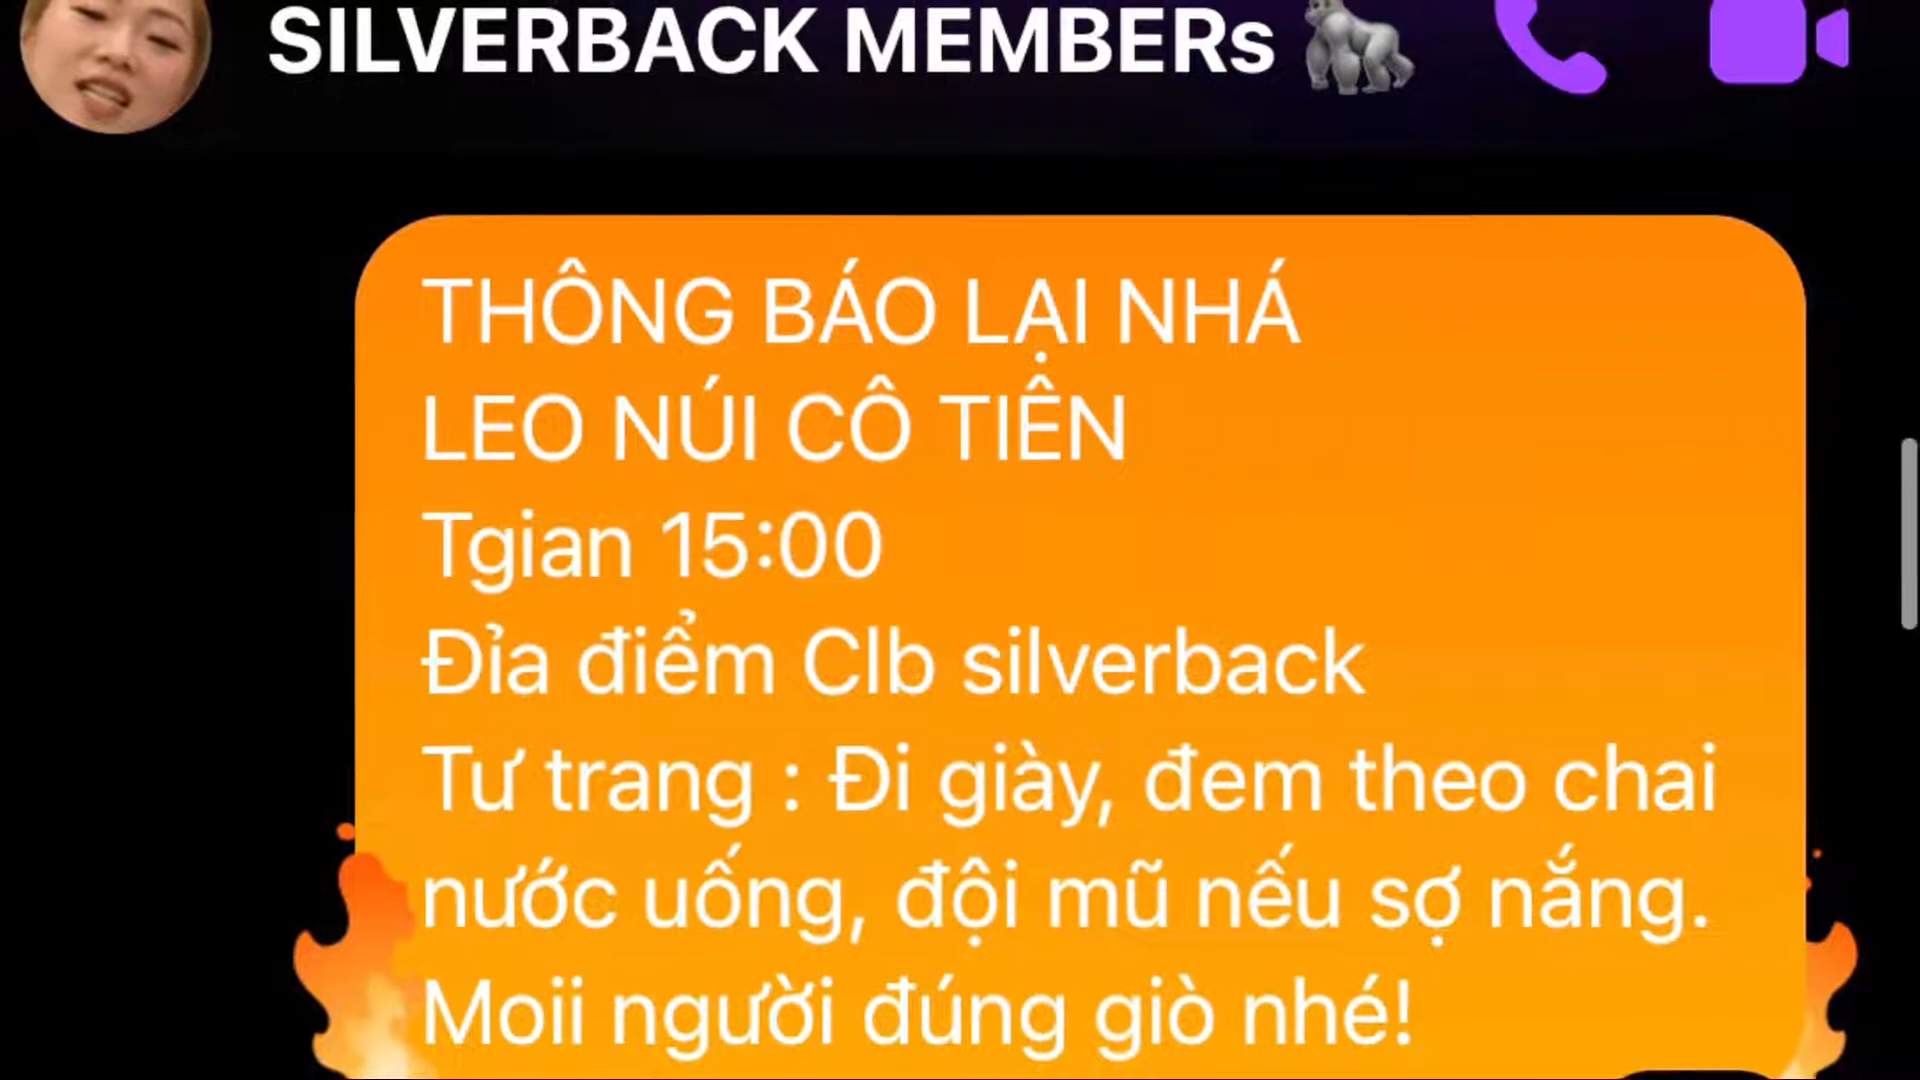 SILVERBACK MEMBERs 🦍
THÔNG BÁO LẠI NHÁ
LEO NÚI CÔ TIÊN
Tgian 15:00
Đỉa điểm Clb silverback
Tư trang : Đi giày, đem theo chai
nước uống, đội mũ nếu sợ nắng.
Moii người đúng giò nhé!